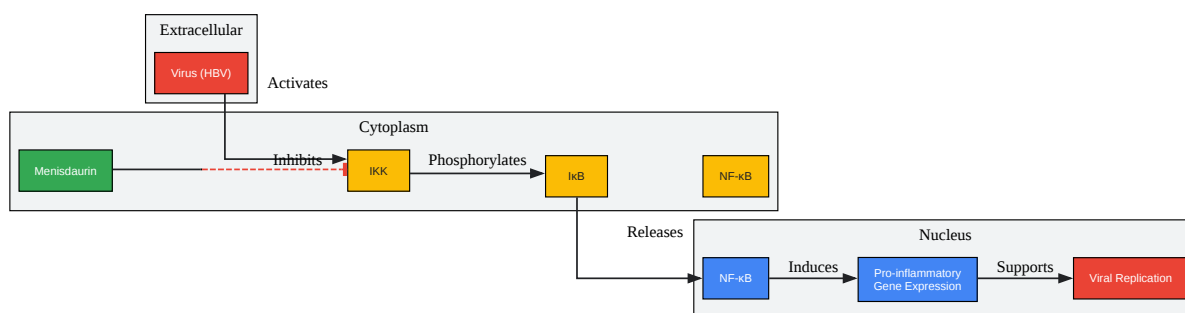 Extracellular
Virus (HBV)
Activates
Cytoplasm
Menisdaurin
Inhibits
IKK
Phosphorylates
IκB
NF-κB
Releases
Nucleus
NF-κB
Induces
Pro-inflammatory
Gene Expression
Supports
Viral Replication